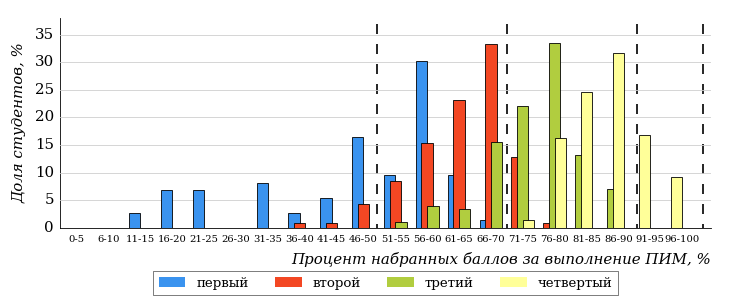 Доля студентов, %
35
30
25
20
15
10
5
0
0-5 6-10 11-15 16-20 21-25 26-30 31-35 36-40 41-45 46-50 51-55 56-60 61-65 66-70 71-75 76-80 81-85 86-90 91-95 96-100
Процент набранных баллов за выполнение ПИМ, %
первый второй третий четвертый